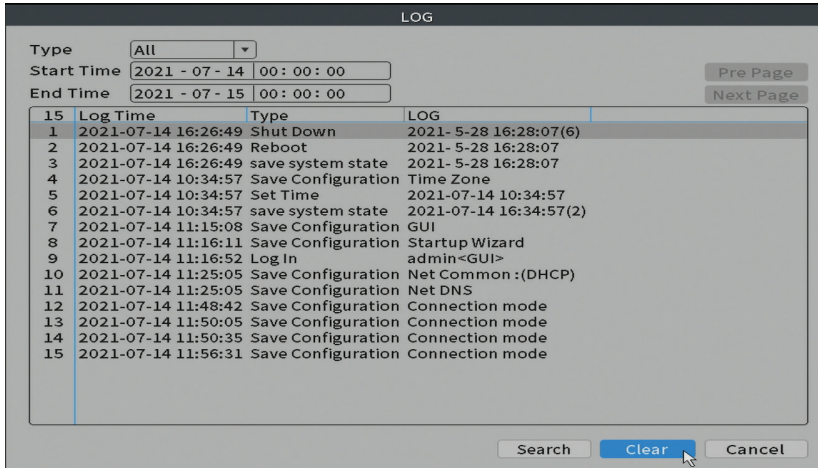 LOG
Type All
Start Time 2021 - 07 - 14 00 : 00 : 00 Pre Page
End Time 2021 - 07 - 15 00 : 00 : 00 Next Page
15 Log Time Type LOG
1 2021-07-14 16:26:49 Shut Down 2021- 5-28 16:28:07(6)
2 2021-07-14 16:26:49 Reboot 2021- 5-28 16:28:07
3 2021-07-14 16:26:49 save system state 2021- 5-28 16:28:07
4 2021-07-14 10:34:57 Save Configuration Time Zone
5 2021-07-14 10:34:57 Set Time 2021-07-14 10:34:57
6 2021-07-14 10:34:57 save system state 2021-07-14 16:34:57(2)
7 2021-07-14 11:15:08 Save Configuration GUI
8 2021-07-14 11:16:11 Save Configuration Startup Wizard
9 2021-07-14 11:16:52 Log In admin<GUI>
10 2021-07-14 11:25:05 Save Configuration Net Common :(DHCP)
11 2021-07-14 11:25:05 Save Configuration Net DNS
12 2021-07-14 11:48:42 Save Configuration Connection mode
13 2021-07-14 11:50:05 Save Configuration Connection mode
14 2021-07-14 11:50:35 Save Configuration Connection mode
15 2021-07-14 11:56:31 Save Configuration Connection mode
Search Clear Cancel